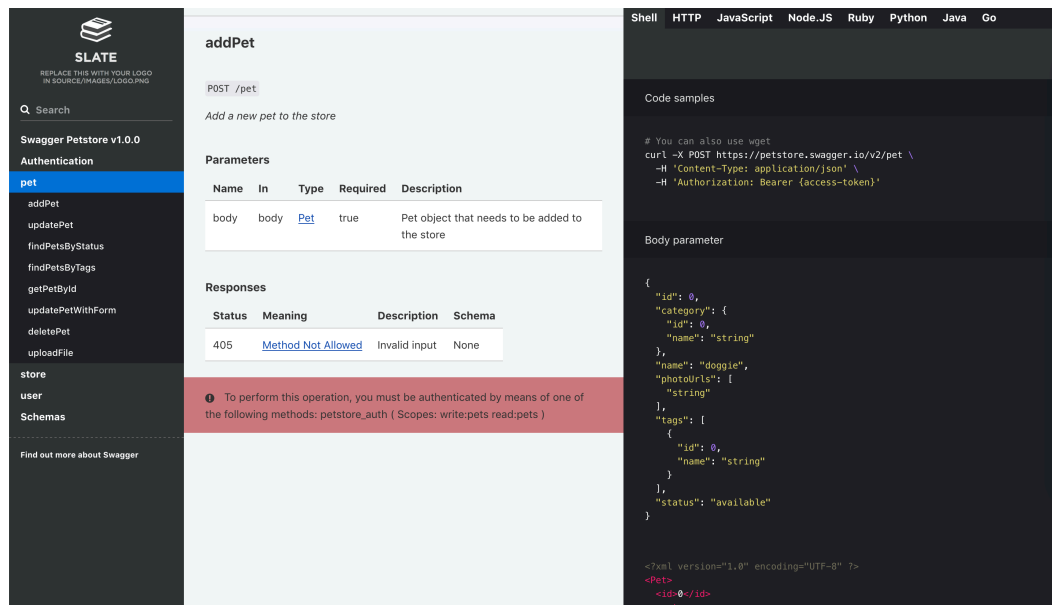 SLATE
REPLACE THIS WITH YOUR LOGO
IN SOURCE/IMAGES/LOGO.PNG
Search
Swagger Petstore v1.0.0
Authentication
pet
addPet
updatePet
findPetsByStatus
findPetsByTags
getPetById
updatePetWithForm
deletePet
uploadFile
store
user
Schemas
Find out more about Swagger
addPet
POST /pet
Add a new pet to the store
Parameters
Name In Type Required Description
body body Pet true Pet object that needs to be added to
the store
Responses
Status Meaning Description Schema
405 Method Not Allowed Invalid input None
To perform this operation, you must be authenticated by means of one of
the following methods: petstore_auth ( Scopes: write:pets read:pets )
Shell HTTP JavaScript Node.JS Ruby Python Java Go
Code samples
# You can also use wget
curl -X POST https://petstore.swagger.io/v2/pet \
  -H 'Content-Type: application/json' \
  -H 'Authorization: Bearer {access-token}'
Body parameter
{
  "id": 0,
  "category": {
    "id": 0,
    "name": "string"
  },
  "name": "doggie",
  "photoUrls": [
    "string"
  ],
  "tags": [
    {
      "id": 0,
      "name": "string"
    }
  ],
  "status": "available"
}
<?xml version="1.0" encoding="UTF-8" ?>
<Pet>
  <id>0</id>